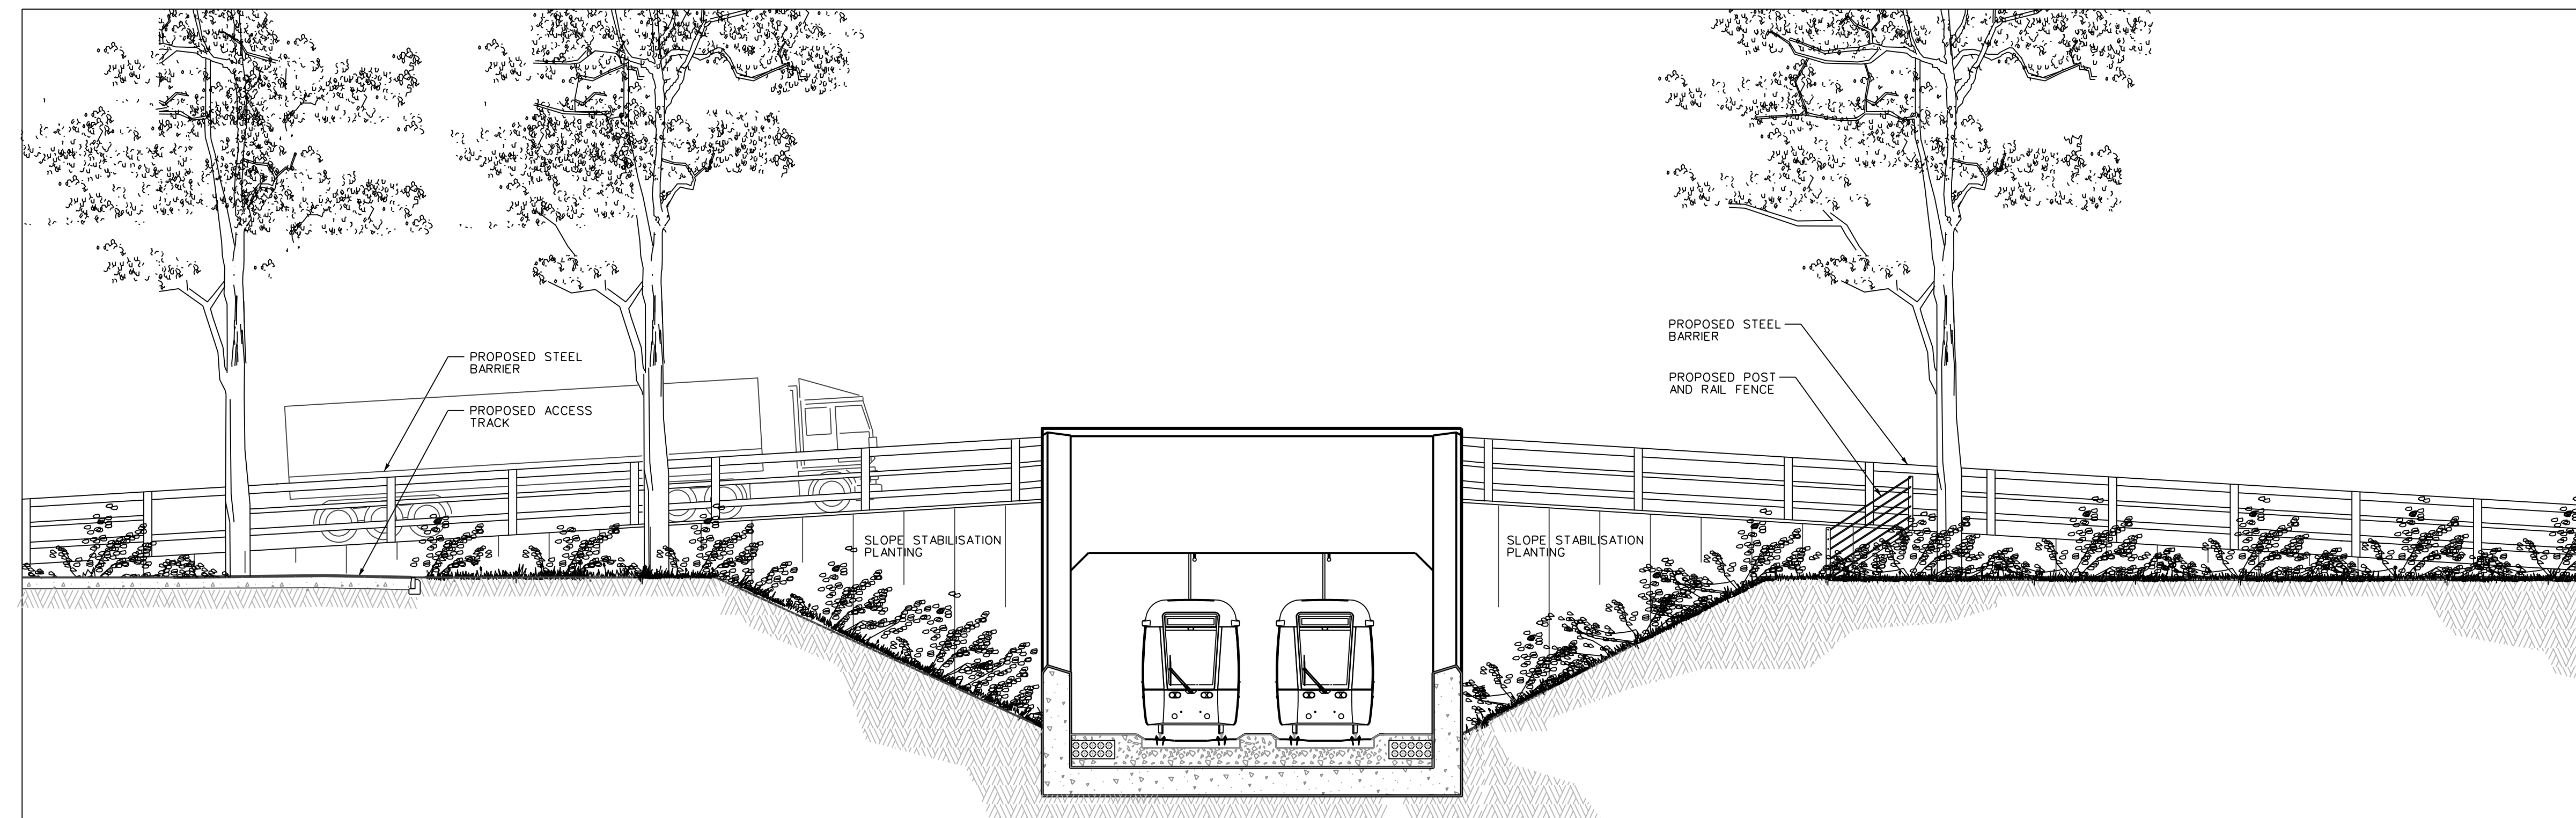 PROPOSED STEEL
BARRIER
PROPOSED ACCESS
TRACK
SLOPE STABILISATION
PLANTING
PROPOSED STEEL
BARRIER
PROPOSED POST
AND RAIL FENCE
SLOPE STABILISATION
PLANTING